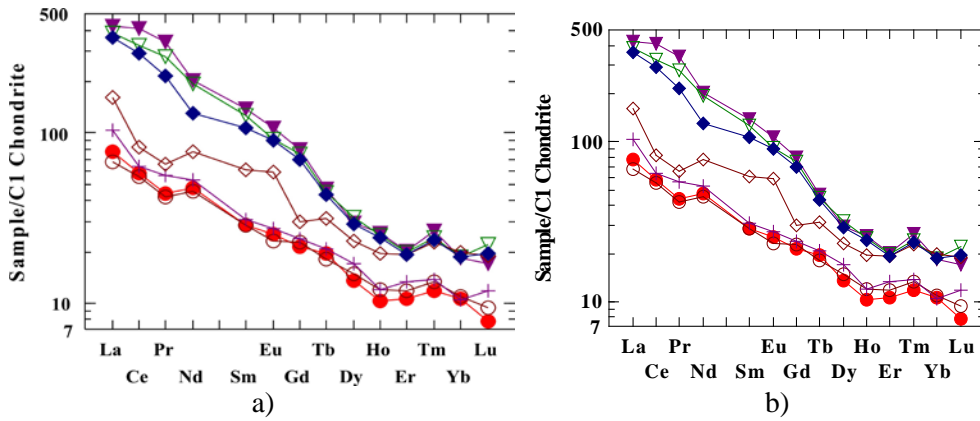 500
100
10
7
Sample/C1 Chondrite
La Pr Eu Tb Ho Tm Lu
Ce Nd Sm Gd Dy Er Yb
a)
500
100
10
7
Sample/C1 Chondrite
La Pr Eu Tb Ho Tm Lu
Ce Nd Sm Gd Dy Er Yb
b)